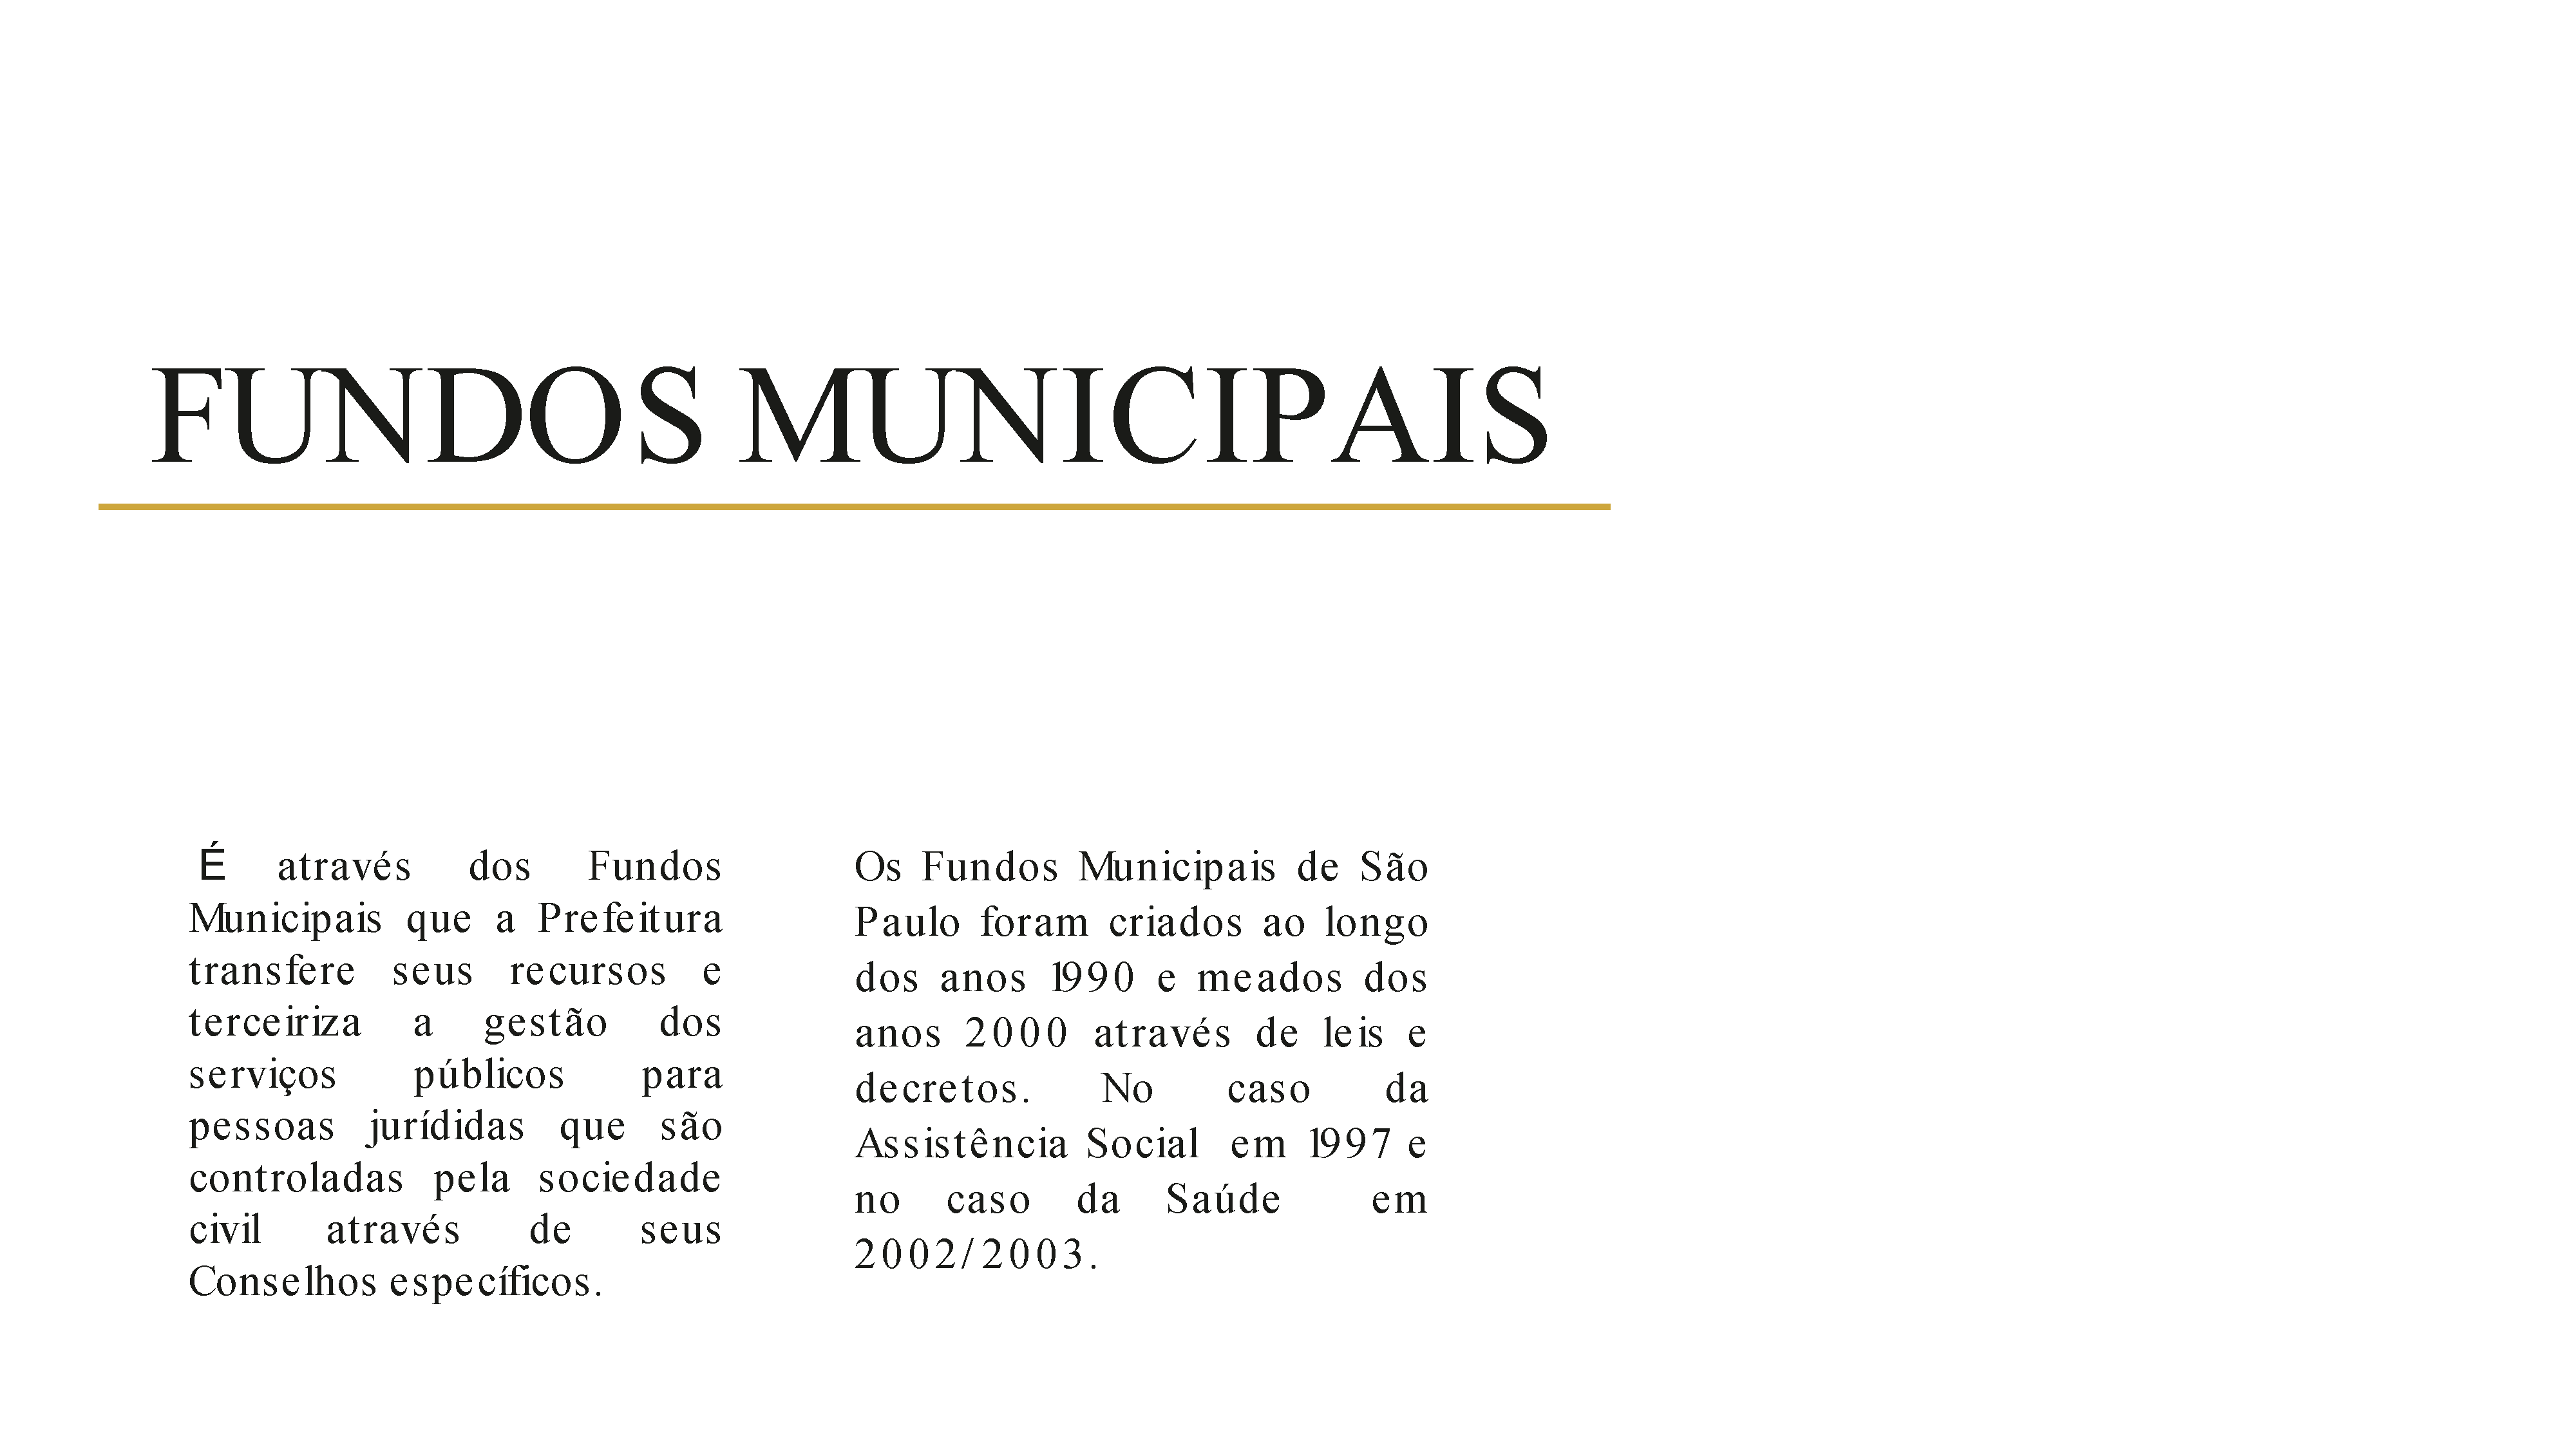 FUNDOS MUNICIPAIS
É através dos Fundos
Municipais que a Prefeitura
transfere seus recursos e
terceiriza a gestão dos
serviços públicos para
pessoas jurídidas que são
controladas pela sociedade
civil através de seus
Conselhos específicos.
Os Fundos Municipais de São
Paulo foram criados ao longo
dos anos 1990 e meados dos
anos 2000 através de leis e
decretos. No caso da
Assistência Social em 1997 e
no caso da Saúde em
2002/2003.